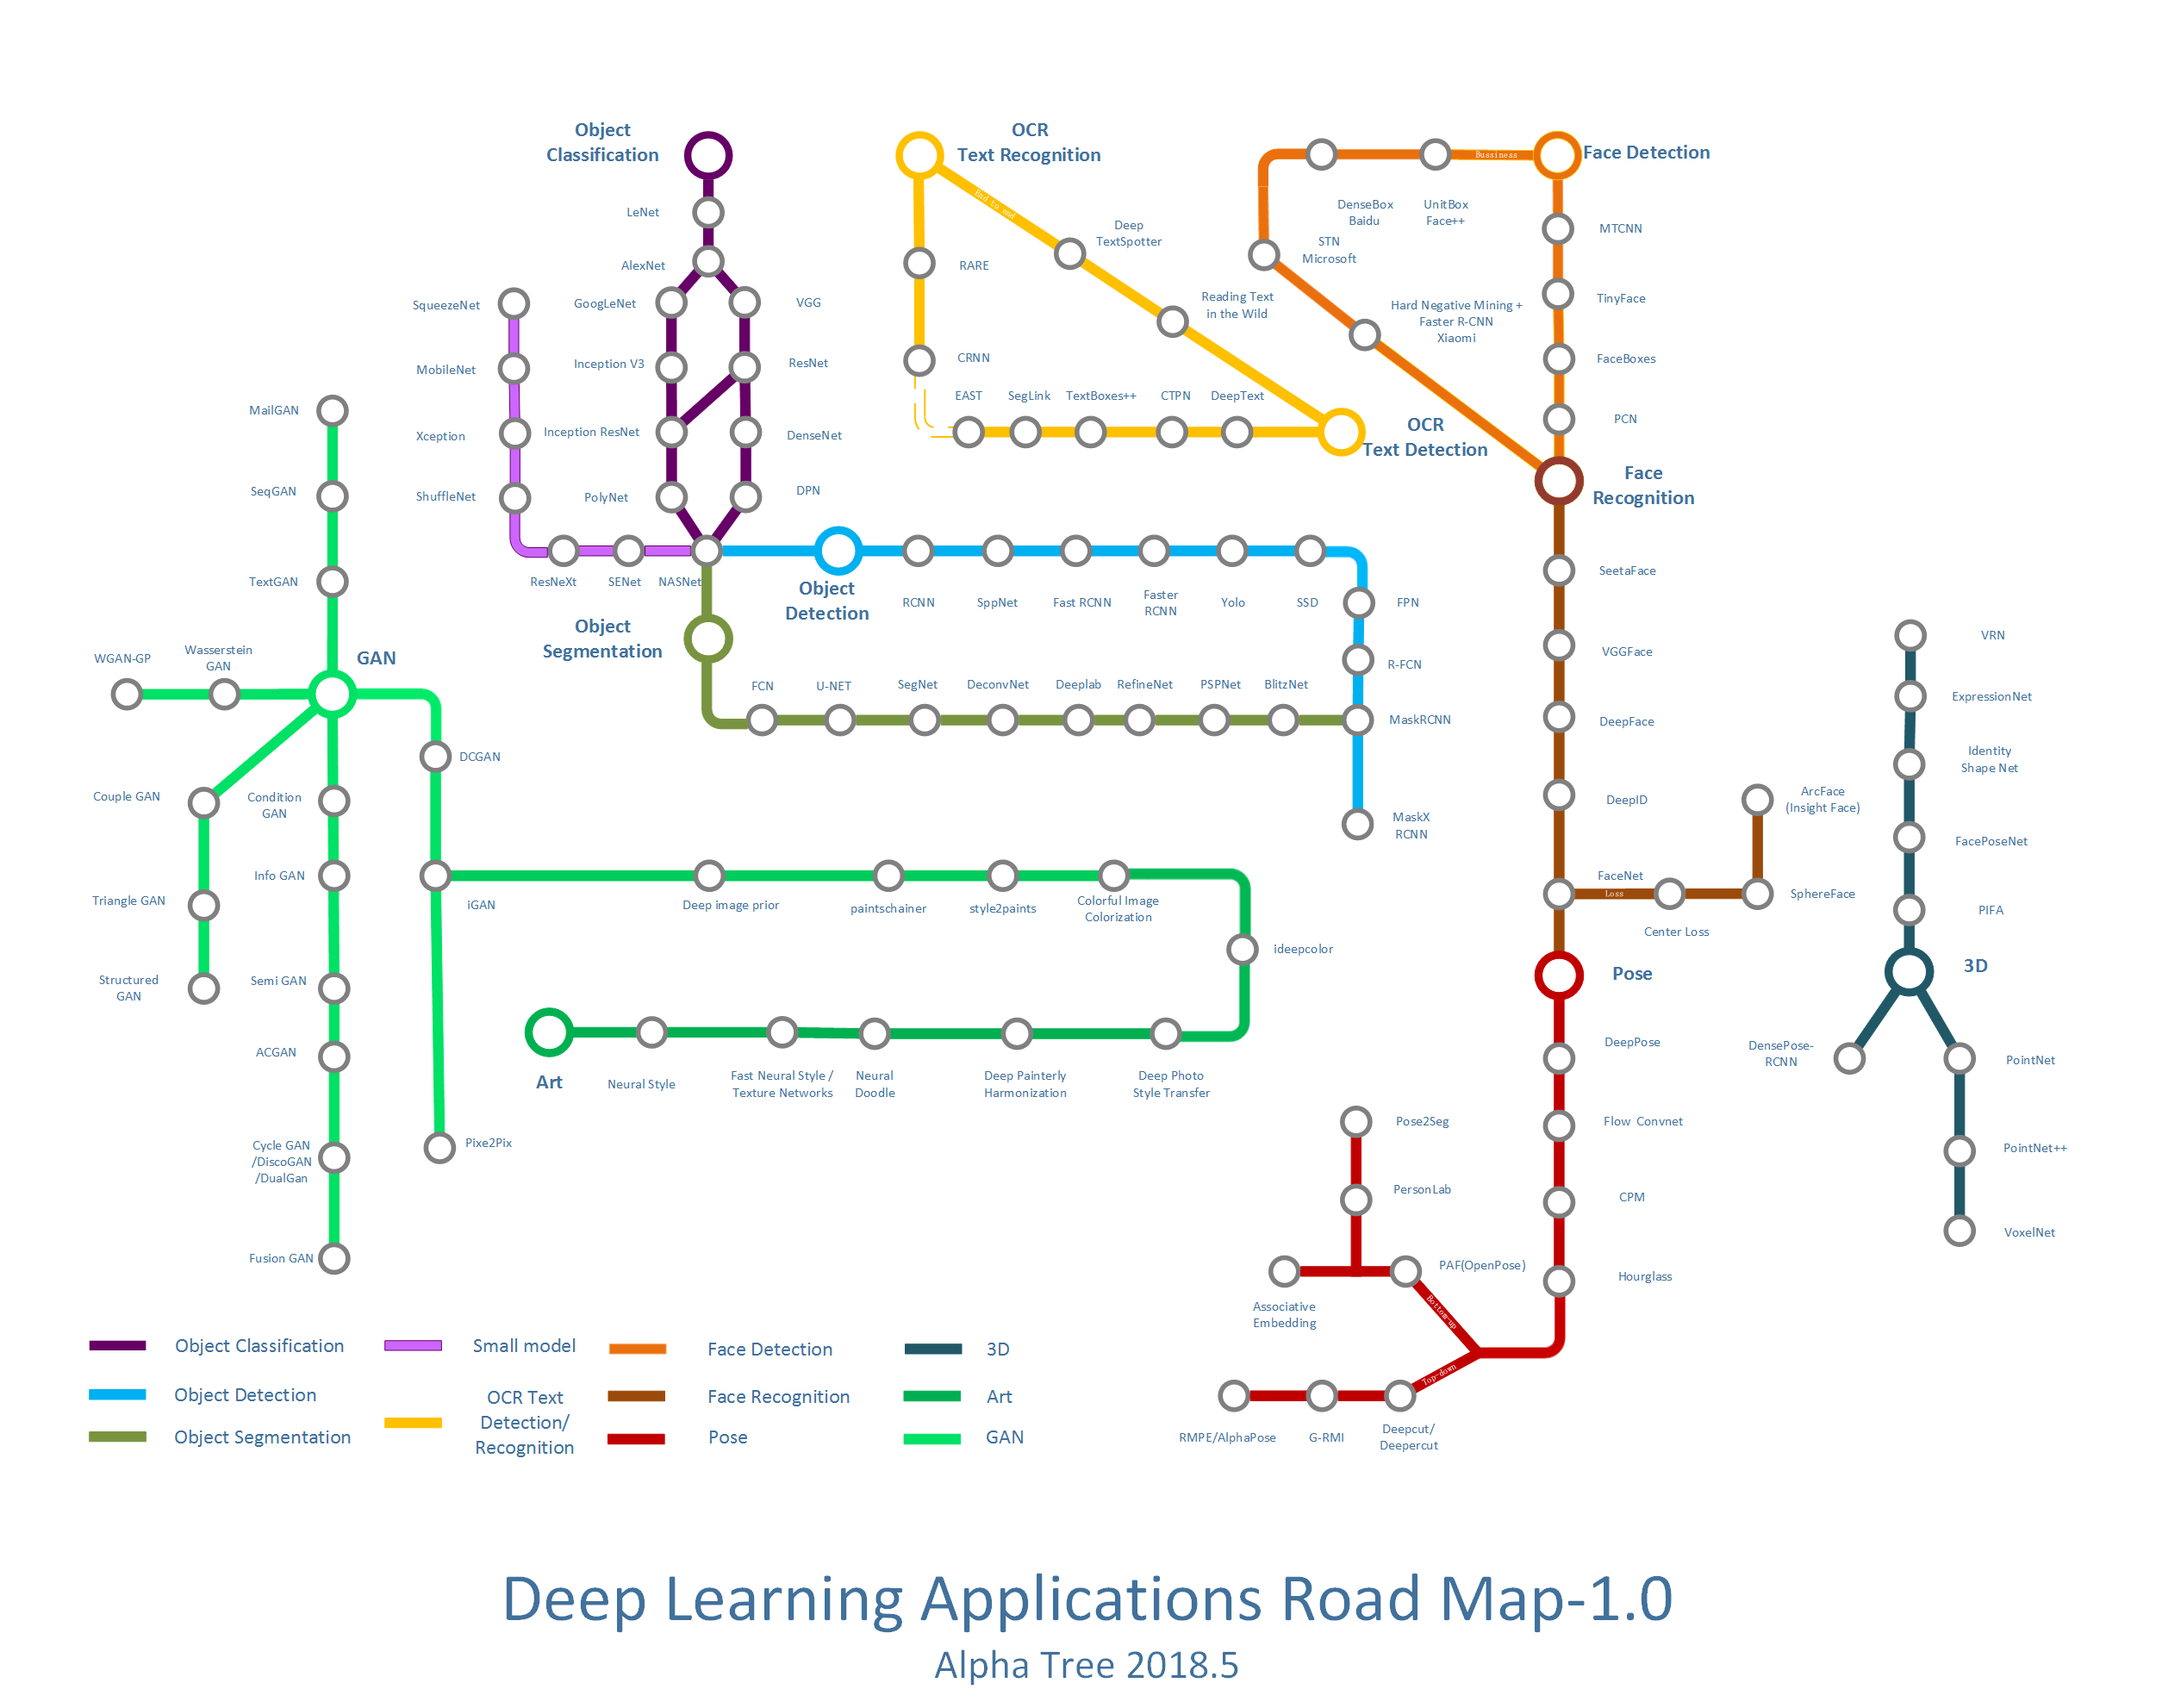 Object
Classification
LeNet
AlexNet
GoogLeNet
VGG
Inception V3
ResNet
Inception ResNet
DenseNet
PolyNet
DPN
SqueezeNet
MobileNet
Xception
ShuffleNet
ResNeXt
SENet
NASNet
OCR
Text Recognition
End to end
RARE
CRNN
Deep
TextSpotter
Reading Text
in the Wild
EAST
SegLink
TextBoxes++
CTPN
DeepText
OCR
Text Detection
Face Detection
Bussiness
DenseBox
Baidu
UnitBox
Face++
STN
Microsoft
Hard Negative Mining +
Faster R-CNN
Xiaomi
MTCNN
TinyFace
FaceBoxes
PCN
Face
Recognition
SeetaFace
VGGFace
DeepFace
DeepID
FaceNet
Loss
Center Loss
SphereFace
ArcFace
(Insight Face)
Object
Detection
RCNN
SppNet
Fast RCNN
Faster
RCNN
Yolo
SSD
FPN
R-FCN
MaskRCNN
MaskX
RCNN
Object
Segmentation
FCN
U-NET
SegNet
DeconvNet
Deeplab
RefineNet
PSPNet
BlitzNet
MailGAN
SeqGAN
TextGAN
GAN
WGAN-GP
Wasserstein
GAN
Couple GAN
Triangle GAN
Structured
GAN
Condition
GAN
Info GAN
Semi GAN
ACGAN
Cycle GAN
/DiscoGAN
/DualGan
Fusion GAN
DCGAN
iGAN
Pixe2Pix
Deep image prior
paintschainer
style2paints
Colorful Image
Colorization
ideepcolor
Art
Neural Style
Fast Neural Style /
Texture Networks
Neural
Doodle
Deep Painterly
Harmonization
Deep Photo
Style Transfer
Pose
DeepPose
Flow Convnet
CPM
Hourglass
Pose2Seg
PersonLab
PAF(OpenPose)
Associative
Embedding
Bottom-up
Top-down
RMPE/AlphaPose
G-RMI
Deepcut/
Deepercut
VRN
ExpressionNet
Identity
Shape Net
FacePoseNet
PIFA
3D
DensePose-
RCNN
PointNet
PointNet++
VoxelNet
Object Classification
Small model
Face Detection
3D
Object Detection
OCR Text
Detection/
Recognition
Face Recognition
Art
Object Segmentation
Pose
GAN
Deep Learning Applications Road Map-1.0
Alpha Tree 2018.5